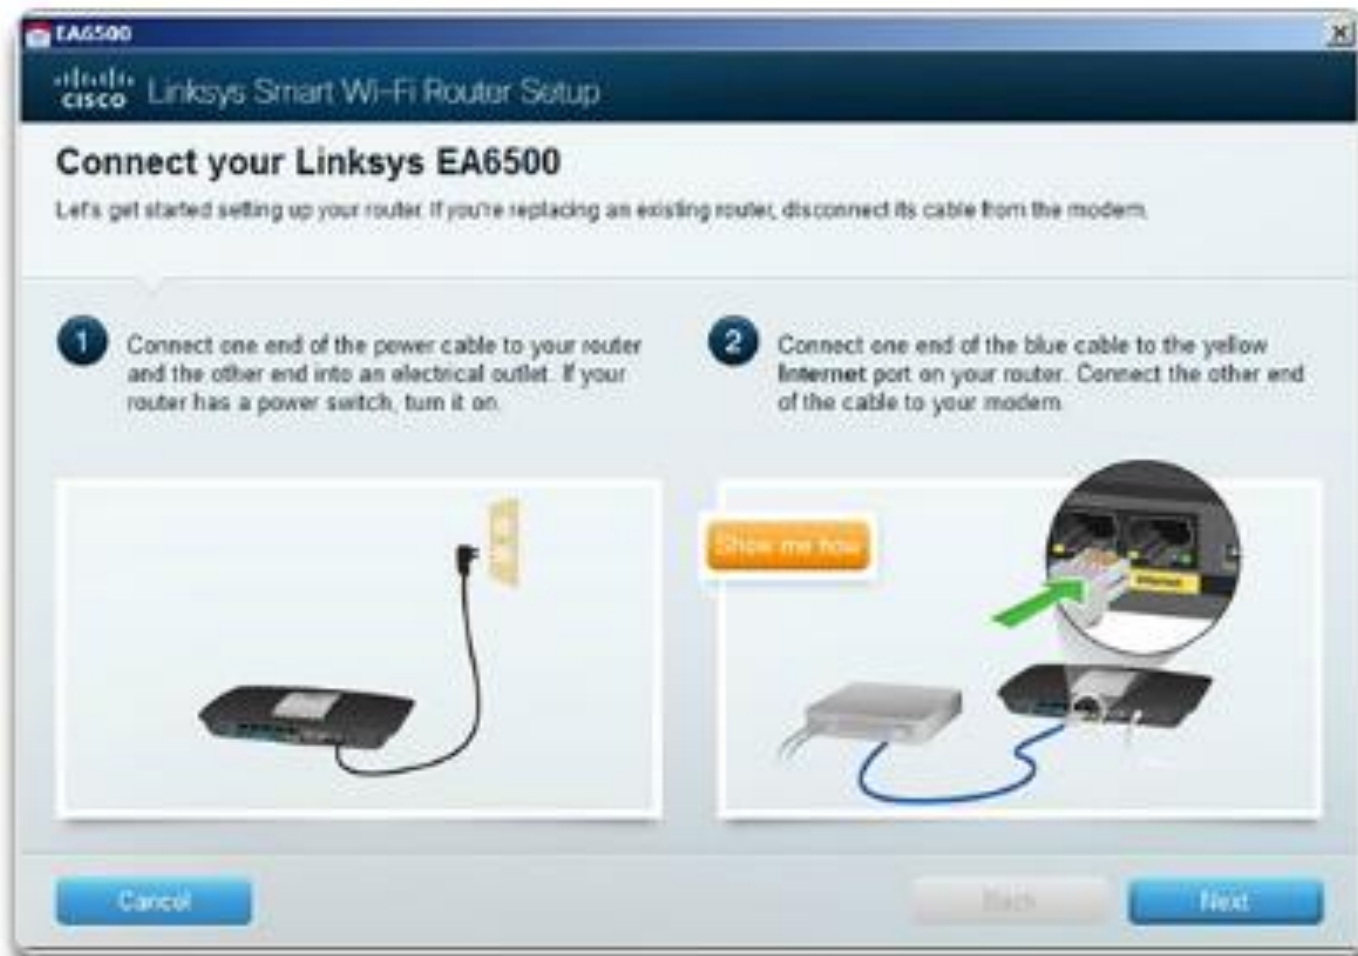 EA6500
CISCO Linksys Smart Wi-Fi Router Setup
Connect your Linksys EA6500
Let's get started setting up your router. If you're replacing an existing router, disconnect its cable from the modem.
1
Connect one end of the power cable to your router
and the other end into an electrical outlet. If your
router has a power switch, turn it on.
2
Connect one end of the blue cable to the yellow
Internet port on your router. Connect the other end
of the cable to your modem.
Show me how
Internet
Cancel
Back
Next